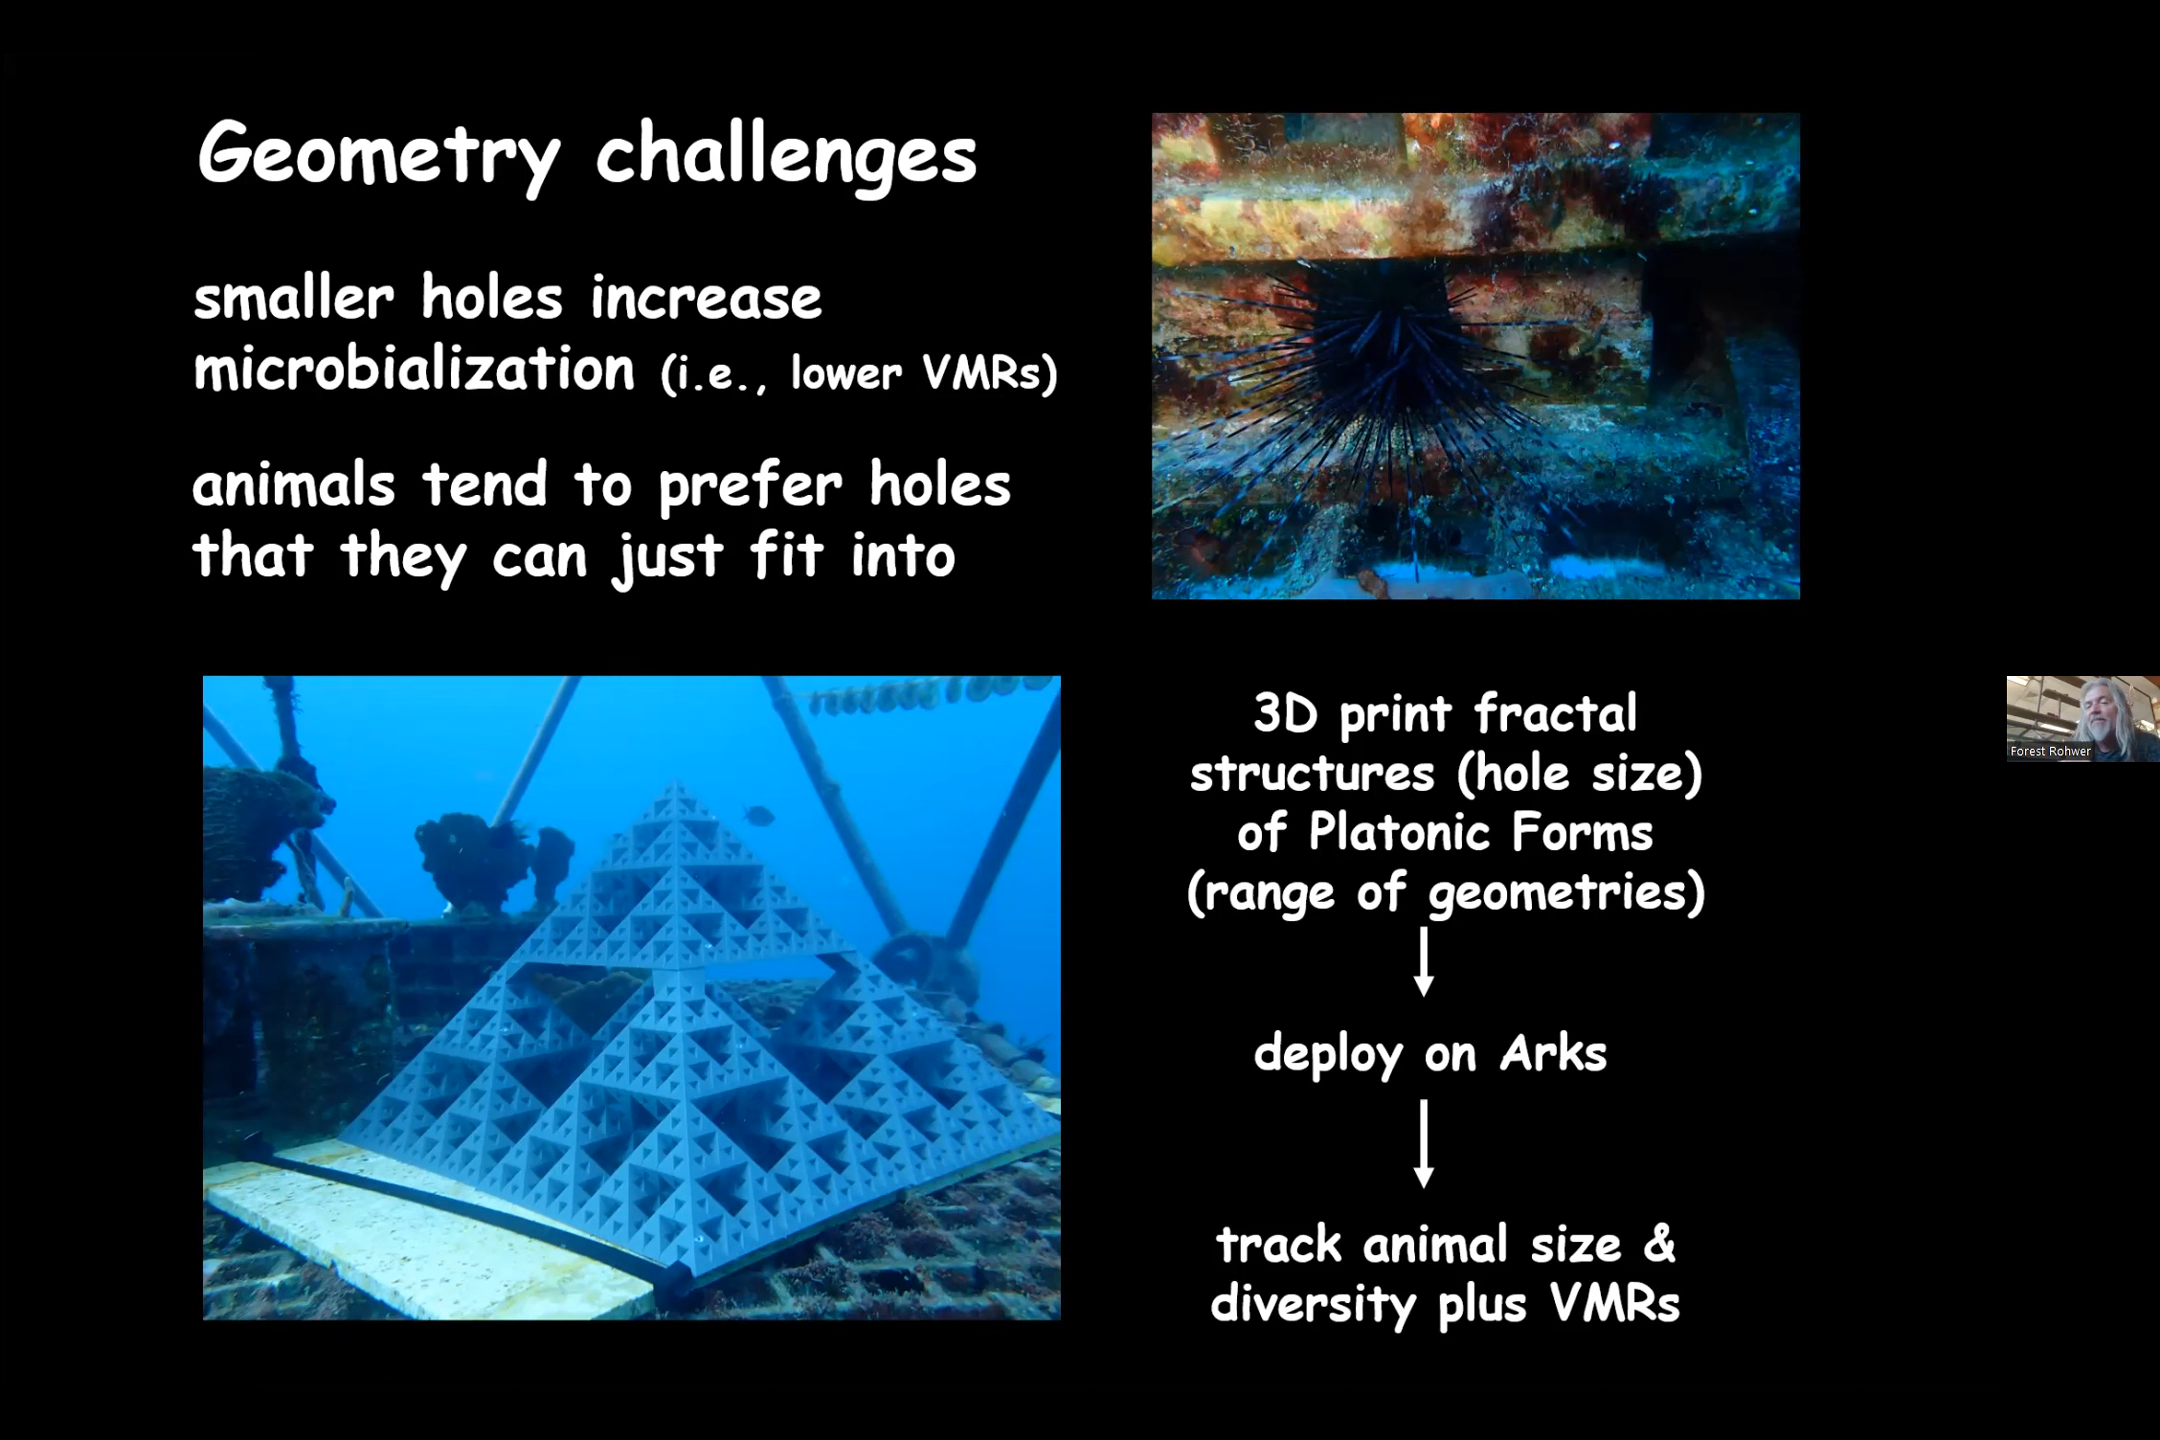 Geometry challenges
smaller holes increase
microbialization (i.e., lower VMRs)
animals tend to prefer holes
that they can just fit into
3D print fractal
structures (hole size)
of Platonic Forms
(range of geometries)
deploy on Arks
track animal size &
diversity plus VMRs
Forest Rohwer